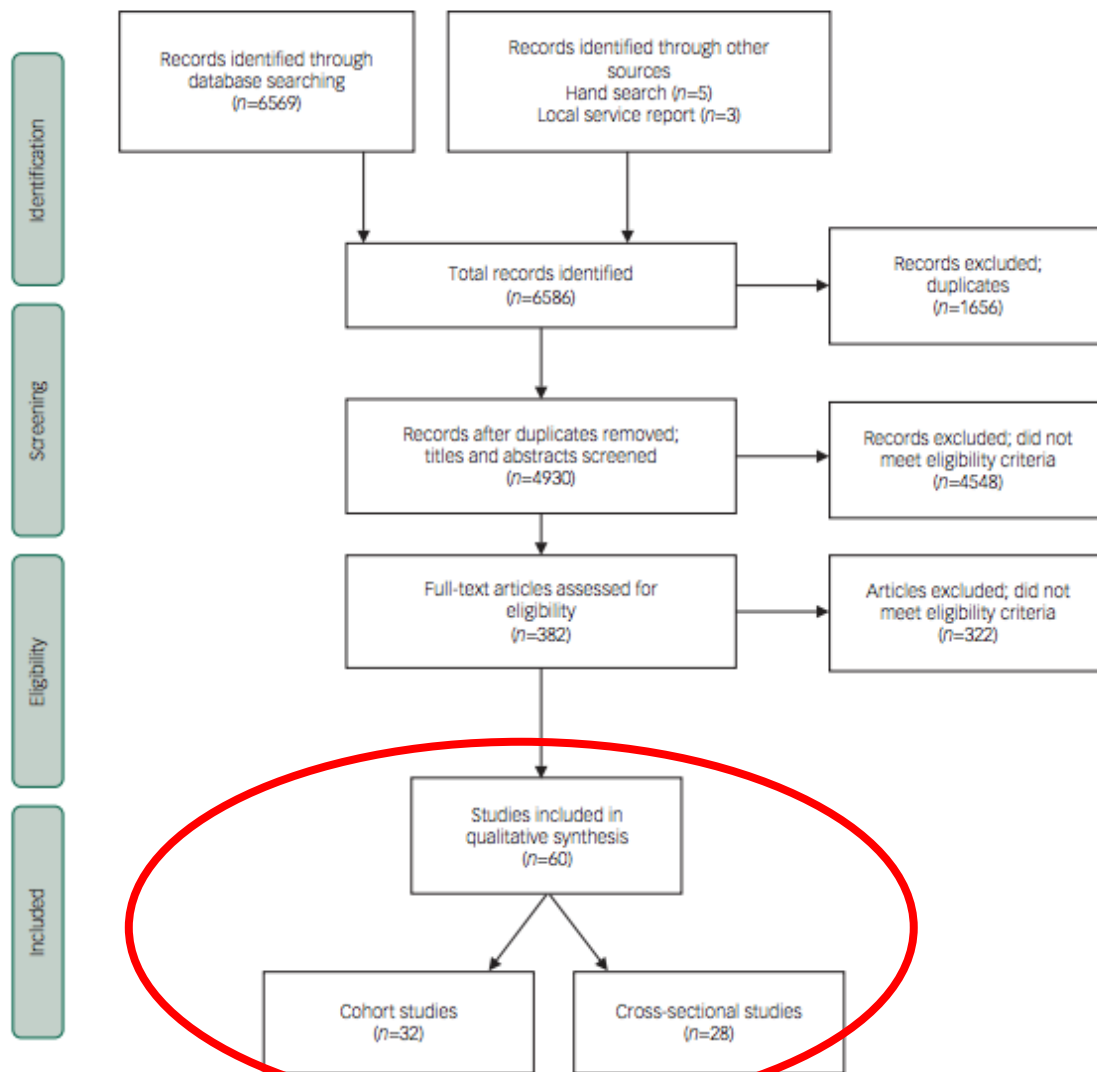 Identification
Records identified through
database searching
(n=6569)
Records identified through other
sources
Hand search (n=5)
Local service report (n=3)
Total records identified
(n=6586)
Records excluded;
duplicates
(n=1656)
Screening
Records after duplicates removed;
titles and abstracts screened
(n=4930)
Records excluded; did not
meet eligibility criteria
(n=4548)
Eligibility
Full-text articles assessed for
eligibility
(n=382)
Articles excluded; did not
meet eligibility criteria
(n=322)
Included
Studies included in
qualitative synthesis
(n=60)
Cohort studies
(n=32)
Cross-sectional studies
(n=28)